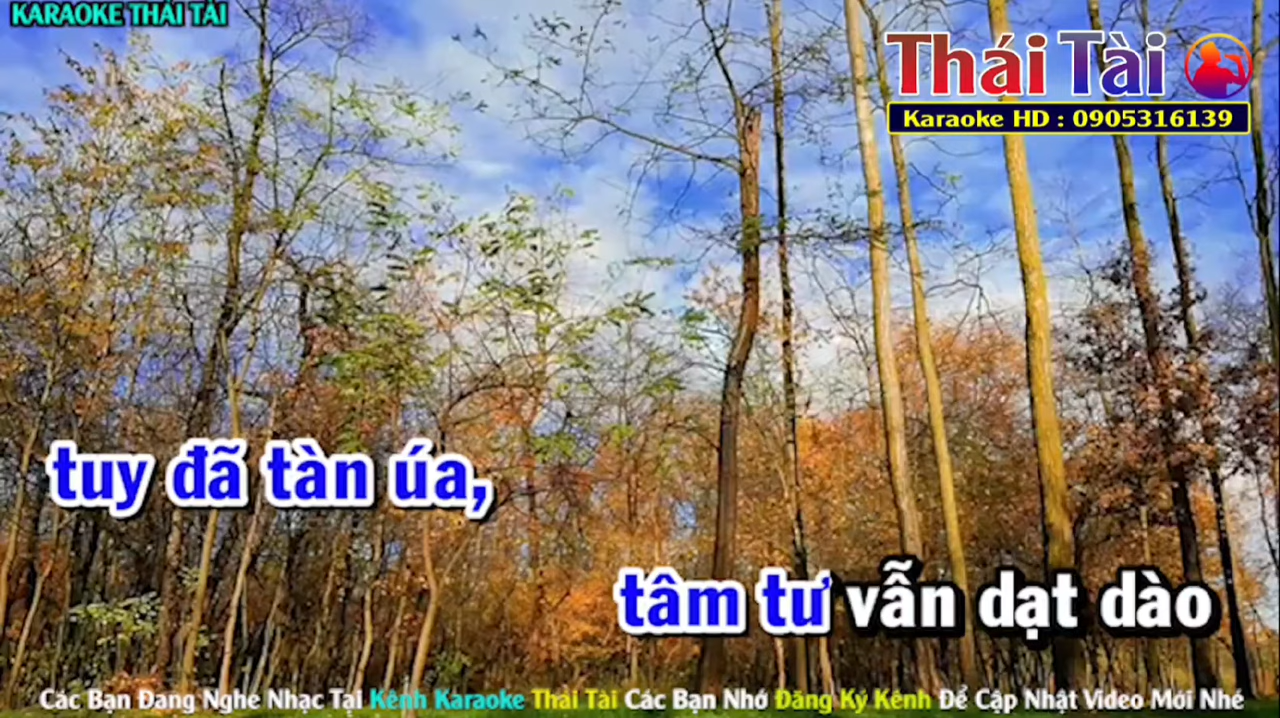 KARAOKE THÁI TÀI
Thái Tài
Karaoke HD : 0905316139
tuy đã tàn úa,
tâm tư vẫn dạt dào
Các Bạn Đang Nghe Nhạc Tại Kênh Karaoke Thái Tài Các Bạn Nhớ Đăng Ký Kênh Để Cập Nhật Video Mới Nhé